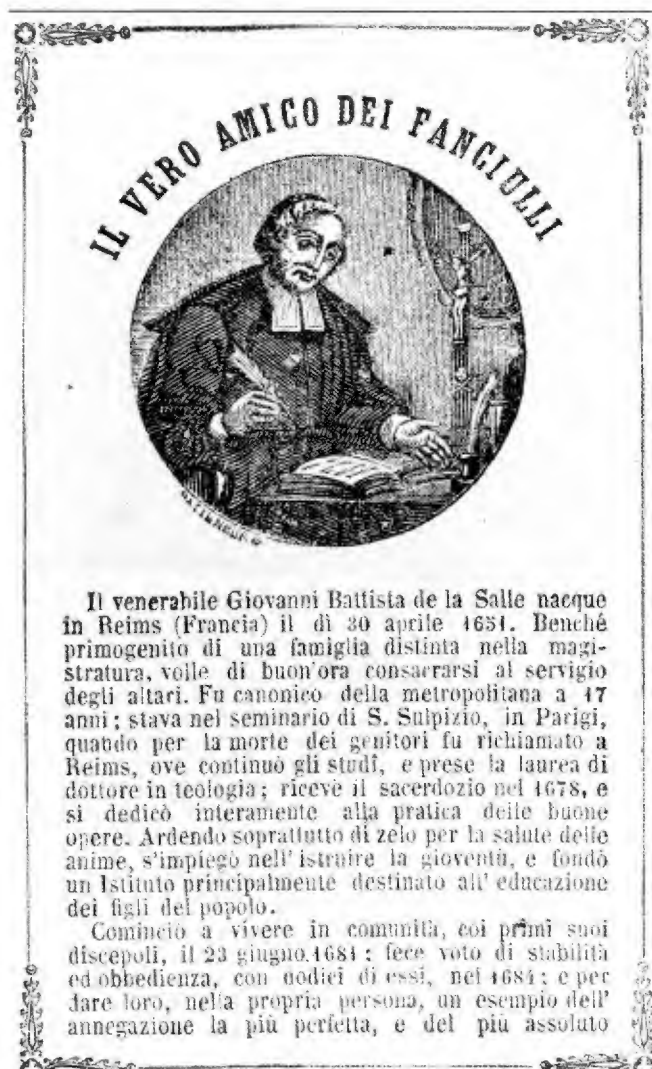 IL VERO AMICO DEI FANCIULLI
Il venerabile Giovanni Battista de la Salle nacque
in Reims (Francia) il dì 30 aprile 1651. Benché
primogenito di una famiglia distinta nella magi-
stratura, volle di buon'ora consacrarsi al servigio
degli altari. Fu canonico della metropolitana a 17
anni; stava nel seminario di S. Sulpizio, in Parigi,
quando per la morte dei genitori fu richiamato a
Reims, ove continuò gli studî, e prese la laurea di
dottore in teologia; ricevè il sacerdozio nel 1678, e
si dedicò interamente alla pratica delle buone
opere. Ardendo soprattutto di zelo per la salute delle
anime, s'impiegò nell'istruire la gioventù, e fondò
un Istituto principalmente destinato all'educazione
dei figli del popolo.
Cominciò a vivere in comunità, coi primi suoi
discepoli, il 23 giugno 1681; fece voto di stabilità
ed obbedienza, con dodici di essi, nel 1684; e per
dare loro, nella propria persona, un esempio dell'
annegazione la più perfetta, e del più assoluto